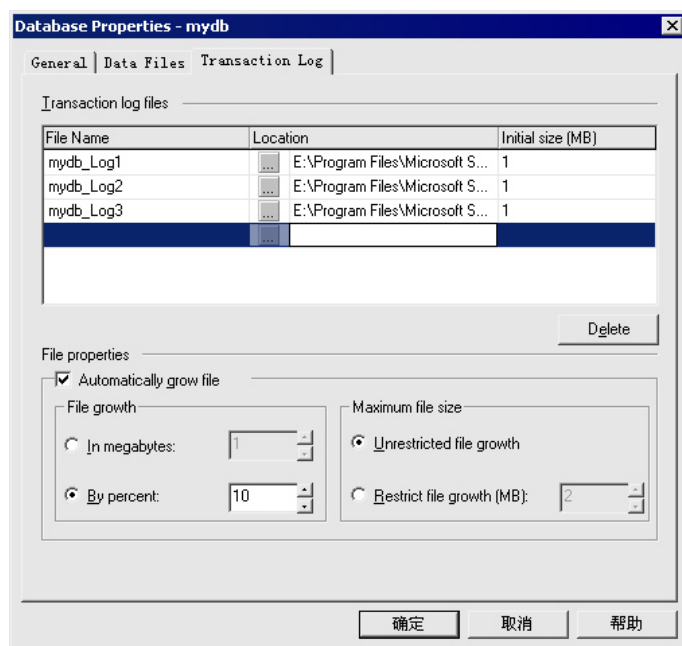 Database Properties - mydb
General Data Files Transaction Log
Transaction log files
File Name Location Initial size (MB)
mydb_Log1 ... E:\Program Files\Microsoft S... 1
mydb_Log2 ... E:\Program Files\Microsoft S... 1
mydb_Log3 ... E:\Program Files\Microsoft S... 1
...
Delete
File properties
Automatically grow file
File growth Maximum file size
In megabytes: 1 Unrestricted file growth
By percent: 10 Restrict file growth (MB): 2
确定 取消 帮助